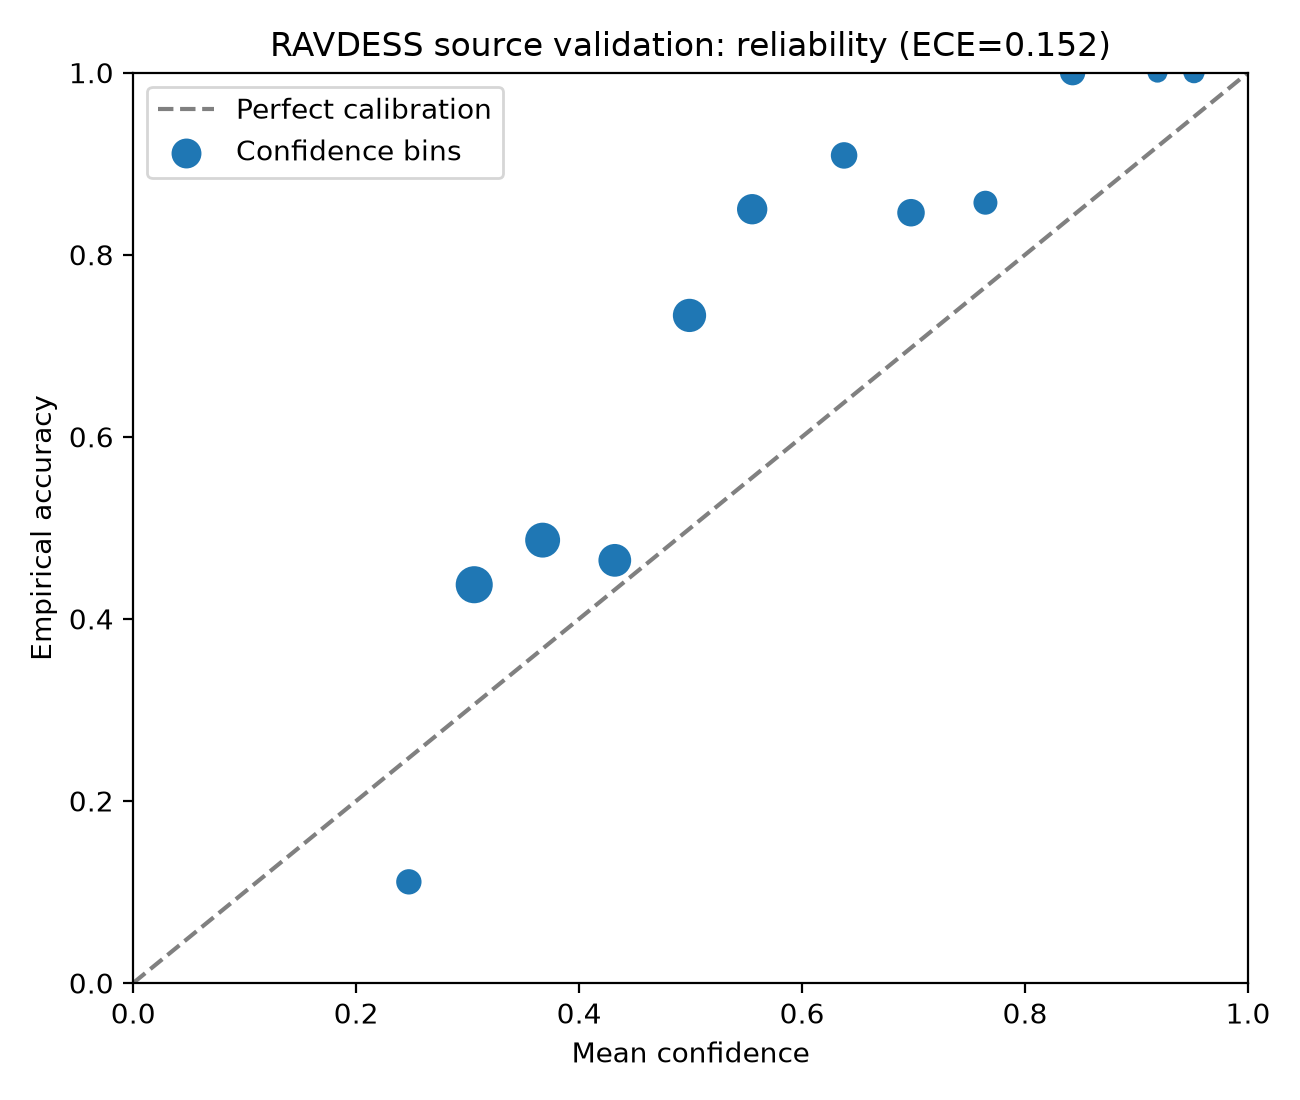 RAVDESS source validation: reliability (ECE=0.152)
Perfect calibration
Confidence bins
Empirical accuracy
1.0
0.8
0.6
0.4
0.2
0.0
0.0 0.2 0.4 0.6 0.8 1.0
Mean confidence